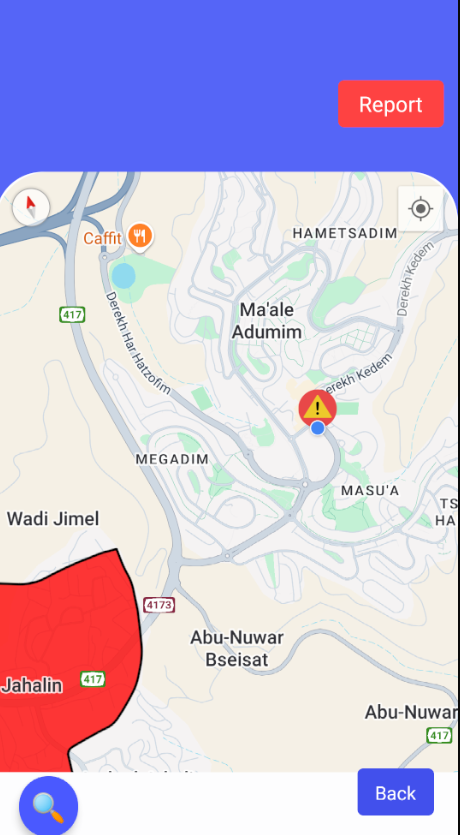 Report
HAMETSADIM
Caffit
Derekh Kedem
417
Ma'ale
Adumim
Derekh Har Hatzofim
erekh Kedem
MEGADIM
MASU'A
TS
HA
Wadi Jimel
4173
Abu-Nuwar
Bseisat
Jahalin
417
Abu-Nuwar
417
Back